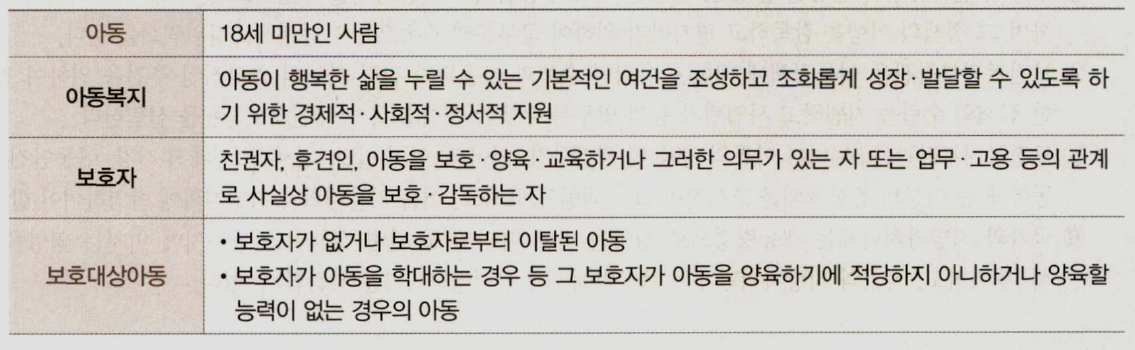 아동
18세 미만인 사람
아동복지
아동이 행복한 삶을 누릴 수 있는 기본적인 여건을 조성하고 조화롭게 성장·발달할 수 있도록 하
기 위한 경제적·사회적·정서적 지원
보호자
친권자, 후견인, 아동을 보호·양육·교육하거나 그러한 의무가 있는 자 또는 업무·고용 등의 관계
로 사실상 아동을 보호·감독하는 자
보호대상아동
• 보호자가 없거나 보호자로부터 이탈된 아동
• 보호자가 아동을 학대하는 경우 등 그 보호자가 아동을 양육하기에 적당하지 아니하거나 양육할
능력이 없는 경우의 아동